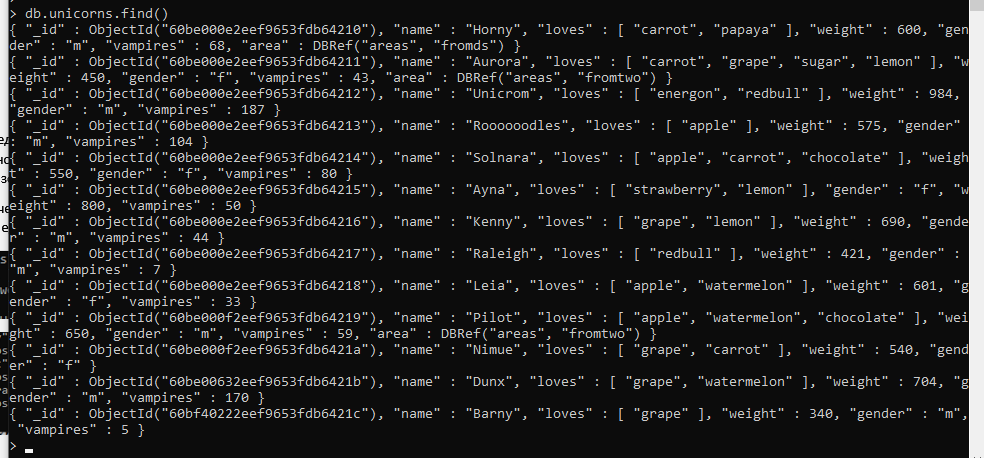 > db.unicorns.find()
{ "_id" : ObjectId("60be000e2eef9653fdb64210"), "name" : "Horny", "loves" : [ "carrot", "papaya" ], "weight" : 600, "gen
der" : "m", "vampires" : 68, "area" : DBRef("areas", "fromds") }
{ "_id" : ObjectId("60be000e2eef9653fdb64211"), "name" : "Aurora", "loves" : [ "carrot", "grape", "sugar", "lemon" ], "w
eight" : 450, "gender" : "f", "vampires" : 43, "area" : DBRef("areas", "fromtwo") }
{ "_id" : ObjectId("60be000e2eef9653fdb64212"), "name" : "Unicrom", "loves" : [ "energon", "redbull" ], "weight" : 984,
"gender" : "m", "vampires" : 187 }
{ "_id" : ObjectId("60be000e2eef9653fdb64213"), "name" : "Roooooodles", "loves" : [ "apple" ], "weight" : 575, "gender"
: "m", "vampires" : 104 }
{ "_id" : ObjectId("60be000e2eef9653fdb64214"), "name" : "Solnara", "loves" : [ "apple", "carrot", "chocolate" ], "weigh
t" : 550, "gender" : "f", "vampires" : 80 }
{ "_id" : ObjectId("60be000e2eef9653fdb64215"), "name" : "Ayna", "loves" : [ "strawberry", "lemon" ], "gender" : "f", "w
eight" : 800, "vampires" : 50 }
{ "_id" : ObjectId("60be000e2eef9653fdb64216"), "name" : "Kenny", "loves" : [ "grape", "lemon" ], "weight" : 690, "gende
r" : "m", "vampires" : 44 }
{ "_id" : ObjectId("60be000e2eef9653fdb64217"), "name" : "Raleigh", "loves" : [ "redbull" ], "weight" : 421, "gender" :
"m", "vampires" : 7 }
{ "_id" : ObjectId("60be000e2eef9653fdb64218"), "name" : "Leia", "loves" : [ "apple", "watermelon" ], "weight" : 601, "g
ender" : "f", "vampires" : 33 }
{ "_id" : ObjectId("60be000f2eef9653fdb64219"), "name" : "Pilot", "loves" : [ "apple", "watermelon", "chocolate" ], "wei
ght" : 650, "gender" : "m", "vampires" : 59, "area" : DBRef("areas", "fromtwo") }
{ "_id" : ObjectId("60be000f2eef9653fdb6421a"), "name" : "Nimue", "loves" : [ "grape", "carrot" ], "weight" : 540, "gend
er" : "f" }
{ "_id" : ObjectId("60be00632eef9653fdb6421b"), "name" : "Dunx", "loves" : [ "grape", "watermelon" ], "weight" : 704, "g
ender" : "m", "vampires" : 170 }
{ "_id" : ObjectId("60bf40222eef9653fdb6421c"), "name" : "Barny", "loves" : [ "grape" ], "weight" : 340, "gender" : "m",
"vampires" : 5 }
>